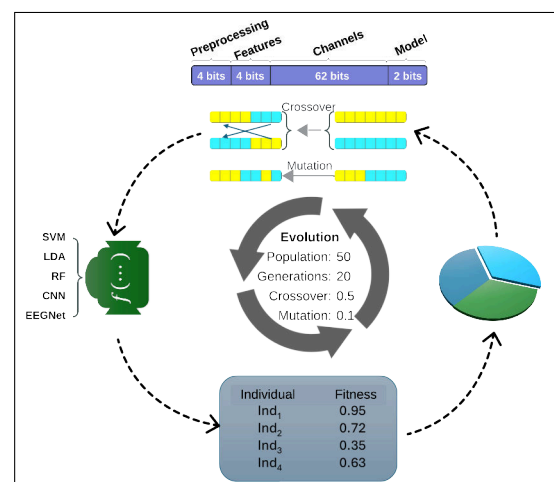 Preprocessing
Features
Channels
Model
4 bits 4 bits 62 bits 2 bits
Crossover
Mutation
SVM
LDA
RF
CNN
EEGNet
f(...)
Evolution
Population: 50
Generations: 20
Crossover: 0.5
Mutation: 0.1
Individual Fitness
Ind₁ 0.95
Ind₂ 0.72
Ind₃ 0.35
Ind₄ 0.63